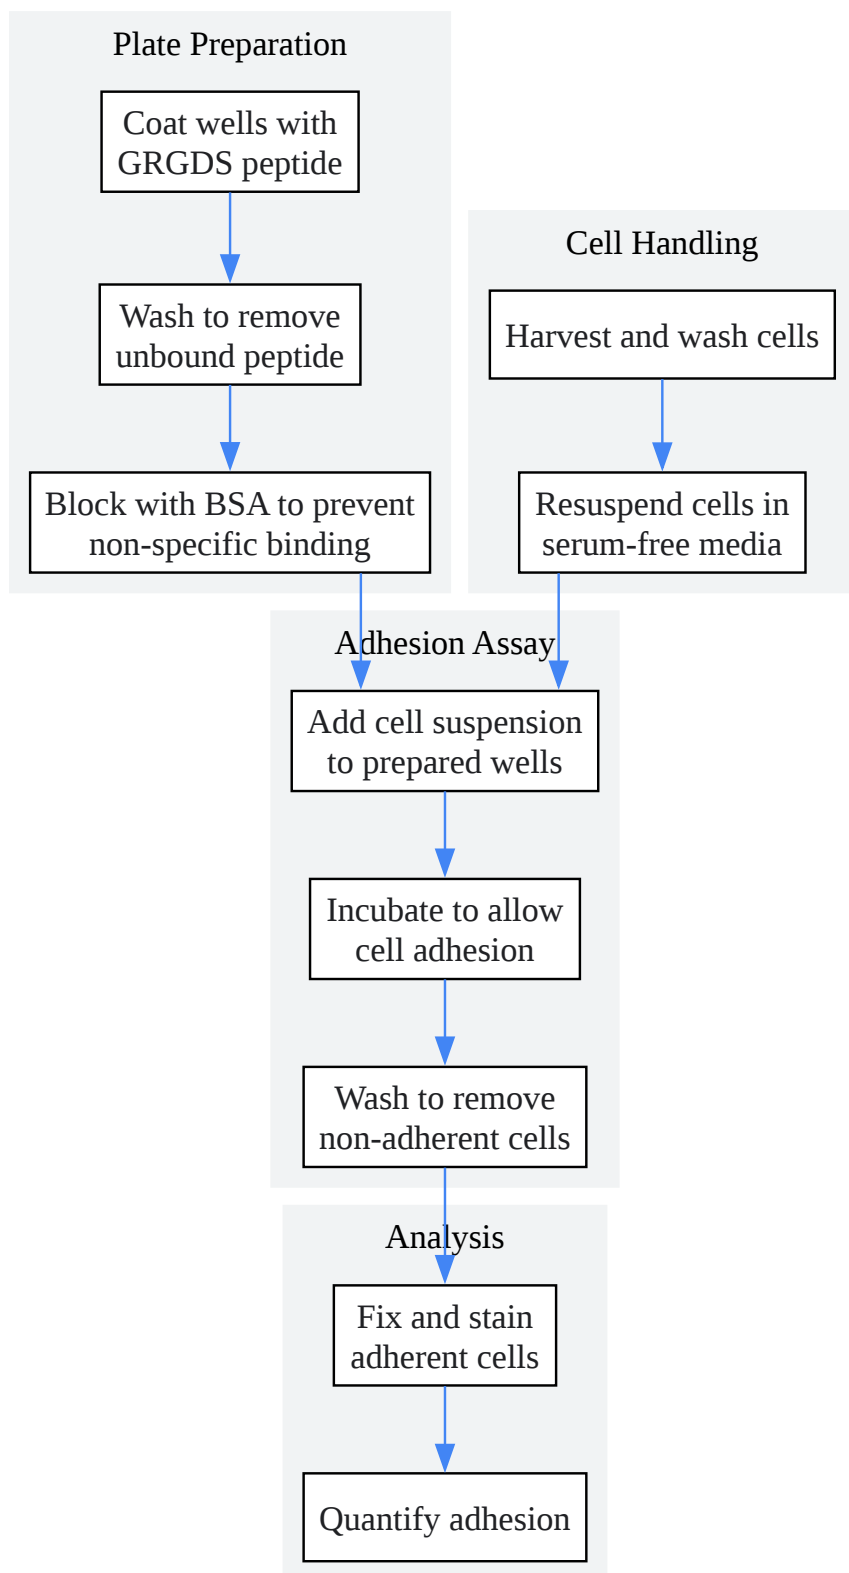 Plate Preparation
Coat wells with
GRGDS peptide
Wash to remove
unbound peptide
Block with BSA to prevent
non-specific binding
Cell Handling
Harvest and wash cells
Resuspend cells in
serum-free media
Adhesion Assay
Add cell suspension
to prepared wells
Incubate to allow
cell adhesion
Wash to remove
non-adherent cells
Analysis
Fix and stain
adherent cells
Quantify adhesion